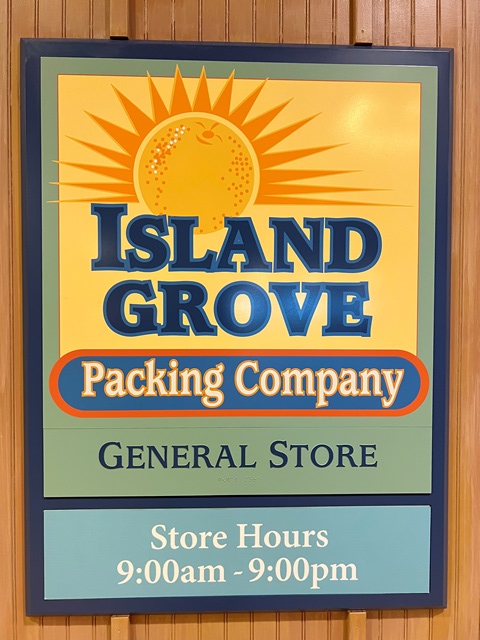 Island
Grove
Packing Company
General Store
Store Hours
9:00am - 9:00pm